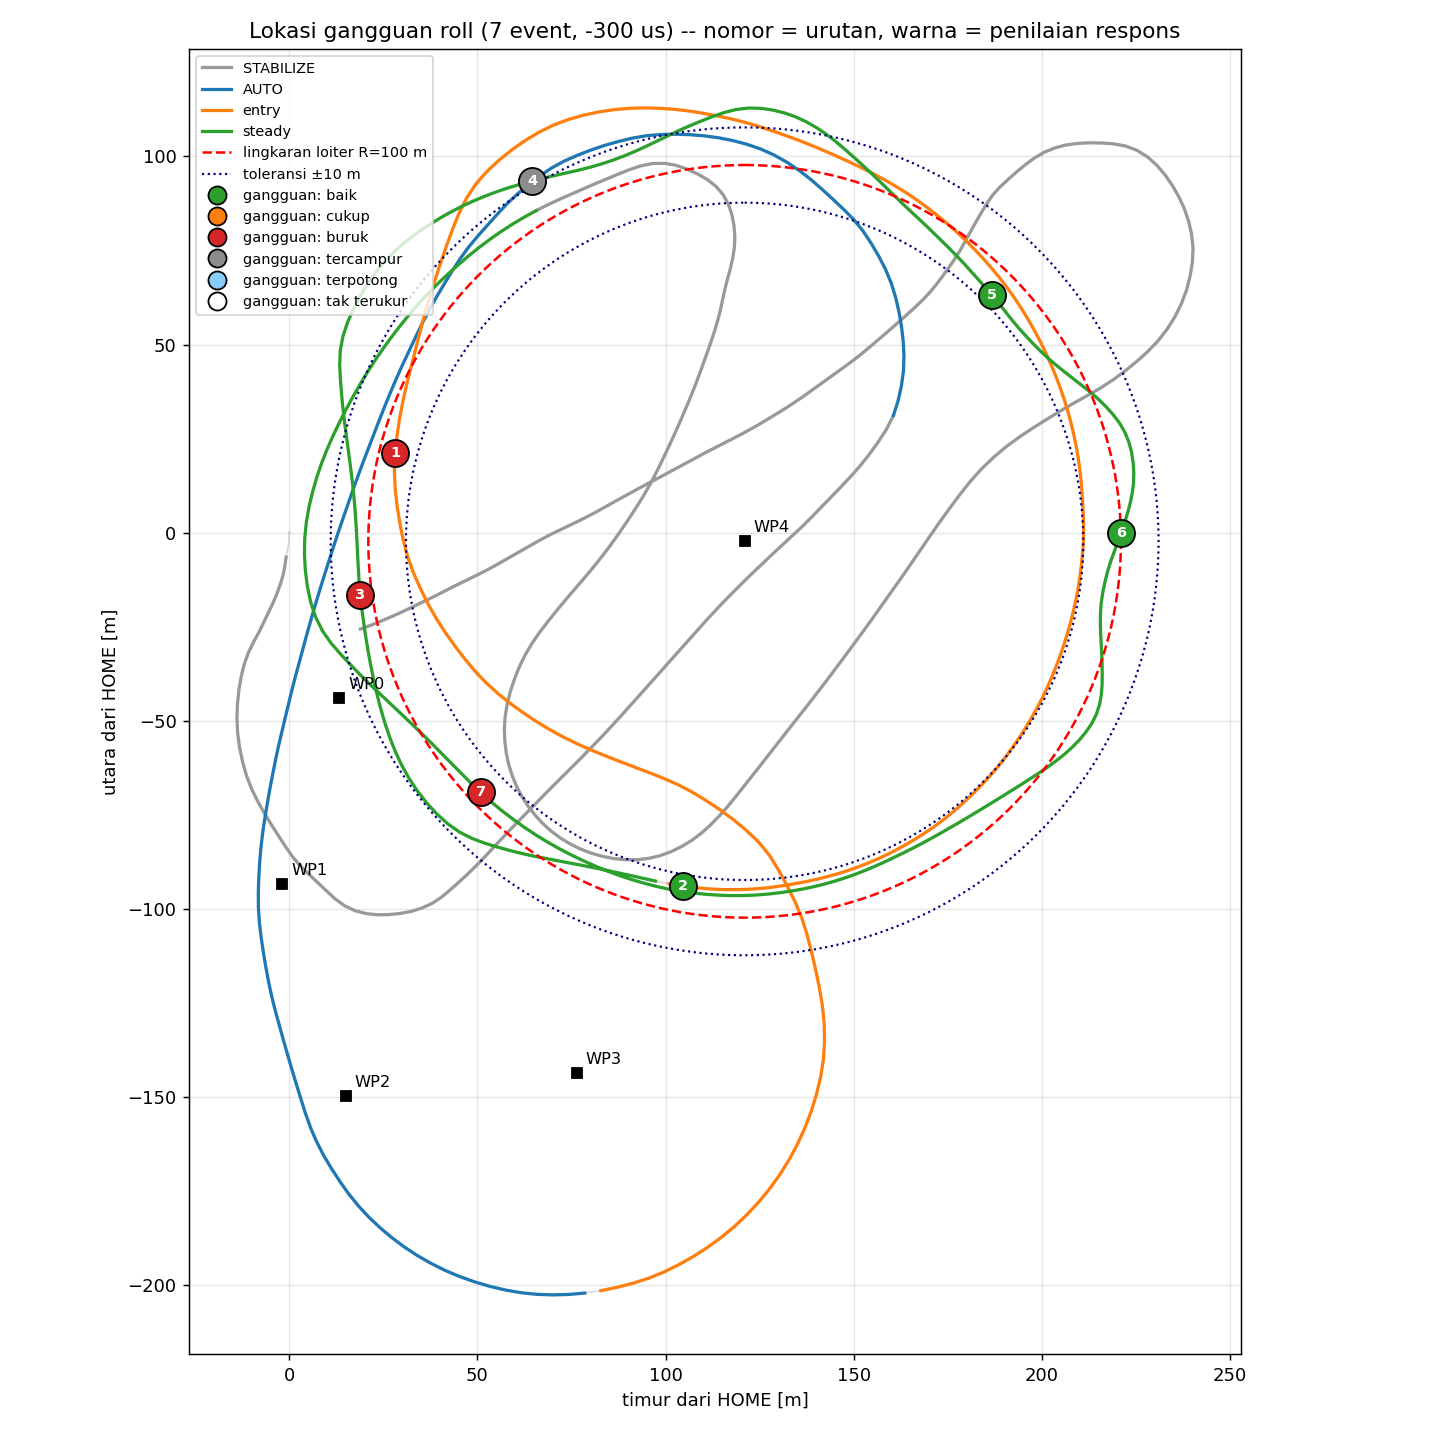 Lokasi gangguan roll (7 event, -300 us) -- nomor = urutan, warna = penilaian respons
STABILIZE
AUTO
entry
steady
lingkaran loiter R=100 m
toleransi ±10 m
gangguan: baik
gangguan: cukup
gangguan: buruk
gangguan: tercampur
gangguan: terpotong
gangguan: tak terukur
100
50
0
−50
−100
−150
−200
utara dari HOME [m]
4
5
1
6
WP4
3
WP0
7
2
WP1
WP3
WP2
0
50
100
150
200
250
timur dari HOME [m]